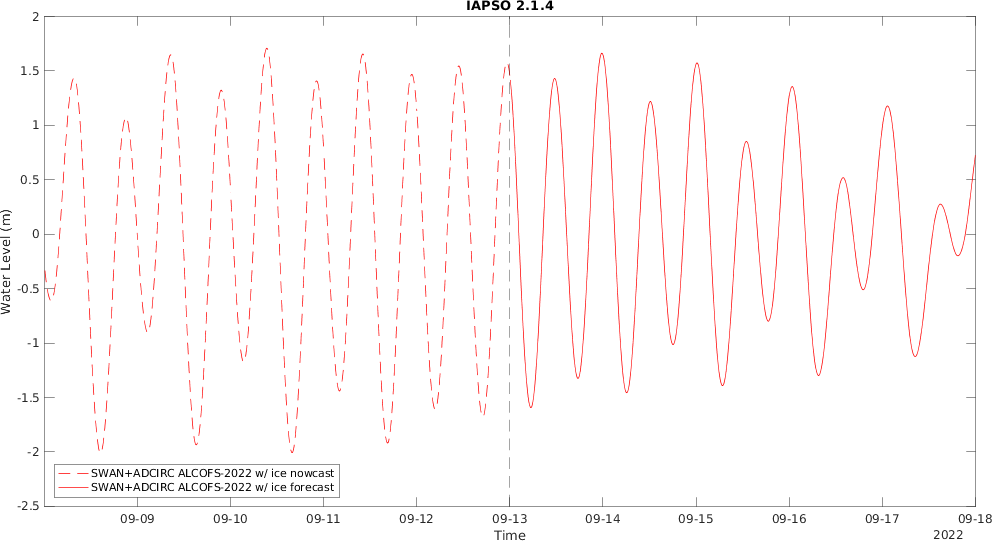 IAPSO 2.1.4
2
1.5
1
0.5
0
-0.5
-1
-1.5
-2
-2.5
Water Level (m)
SWAN+ADCIRC ALCOFS-2022 w/ ice nowcast
SWAN+ADCIRC ALCOFS-2022 w/ ice forecast
09-09 09-10 09-11 09-12 09-13 09-14 09-15 09-16 09-17 09-18
Time
2022